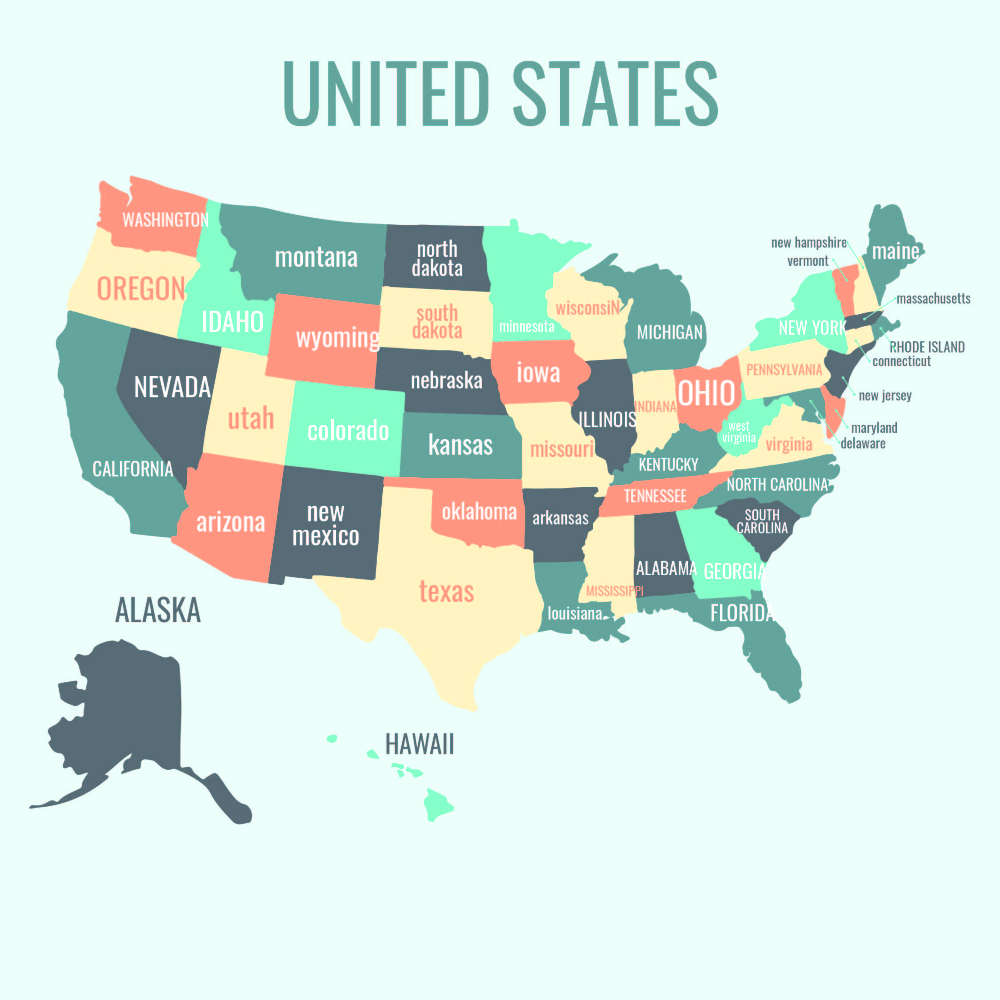 UNITED STATES
WASHINGTON
montana
north
dakota
new hampshire
maine
vermont
OREGON
IDAHO
wyoming
south
dakota
minnesota
wisconsiN
MICHIGAN
NEW YORK
massachusetts
RHODE ISLAND
connecticut
NEVADA
utah
colorado
nebraska
iowa
ILLINOIS
INDIANA
OHIO
PENNSYLVANIA
new jersey
CALIFORNIA
kansas
missouri
KENTUCKY
west
virginia
virginia
maryland
delaware
arizona
new
mexico
oklahoma
arkansas
TENNESSEE
NORTH CAROLINA
SOUTH
CAROLINA
texas
louisiana
MISSISSIPPI
ALABAMA
GEORGIA
FLORIDA
ALASKA
HAWAII